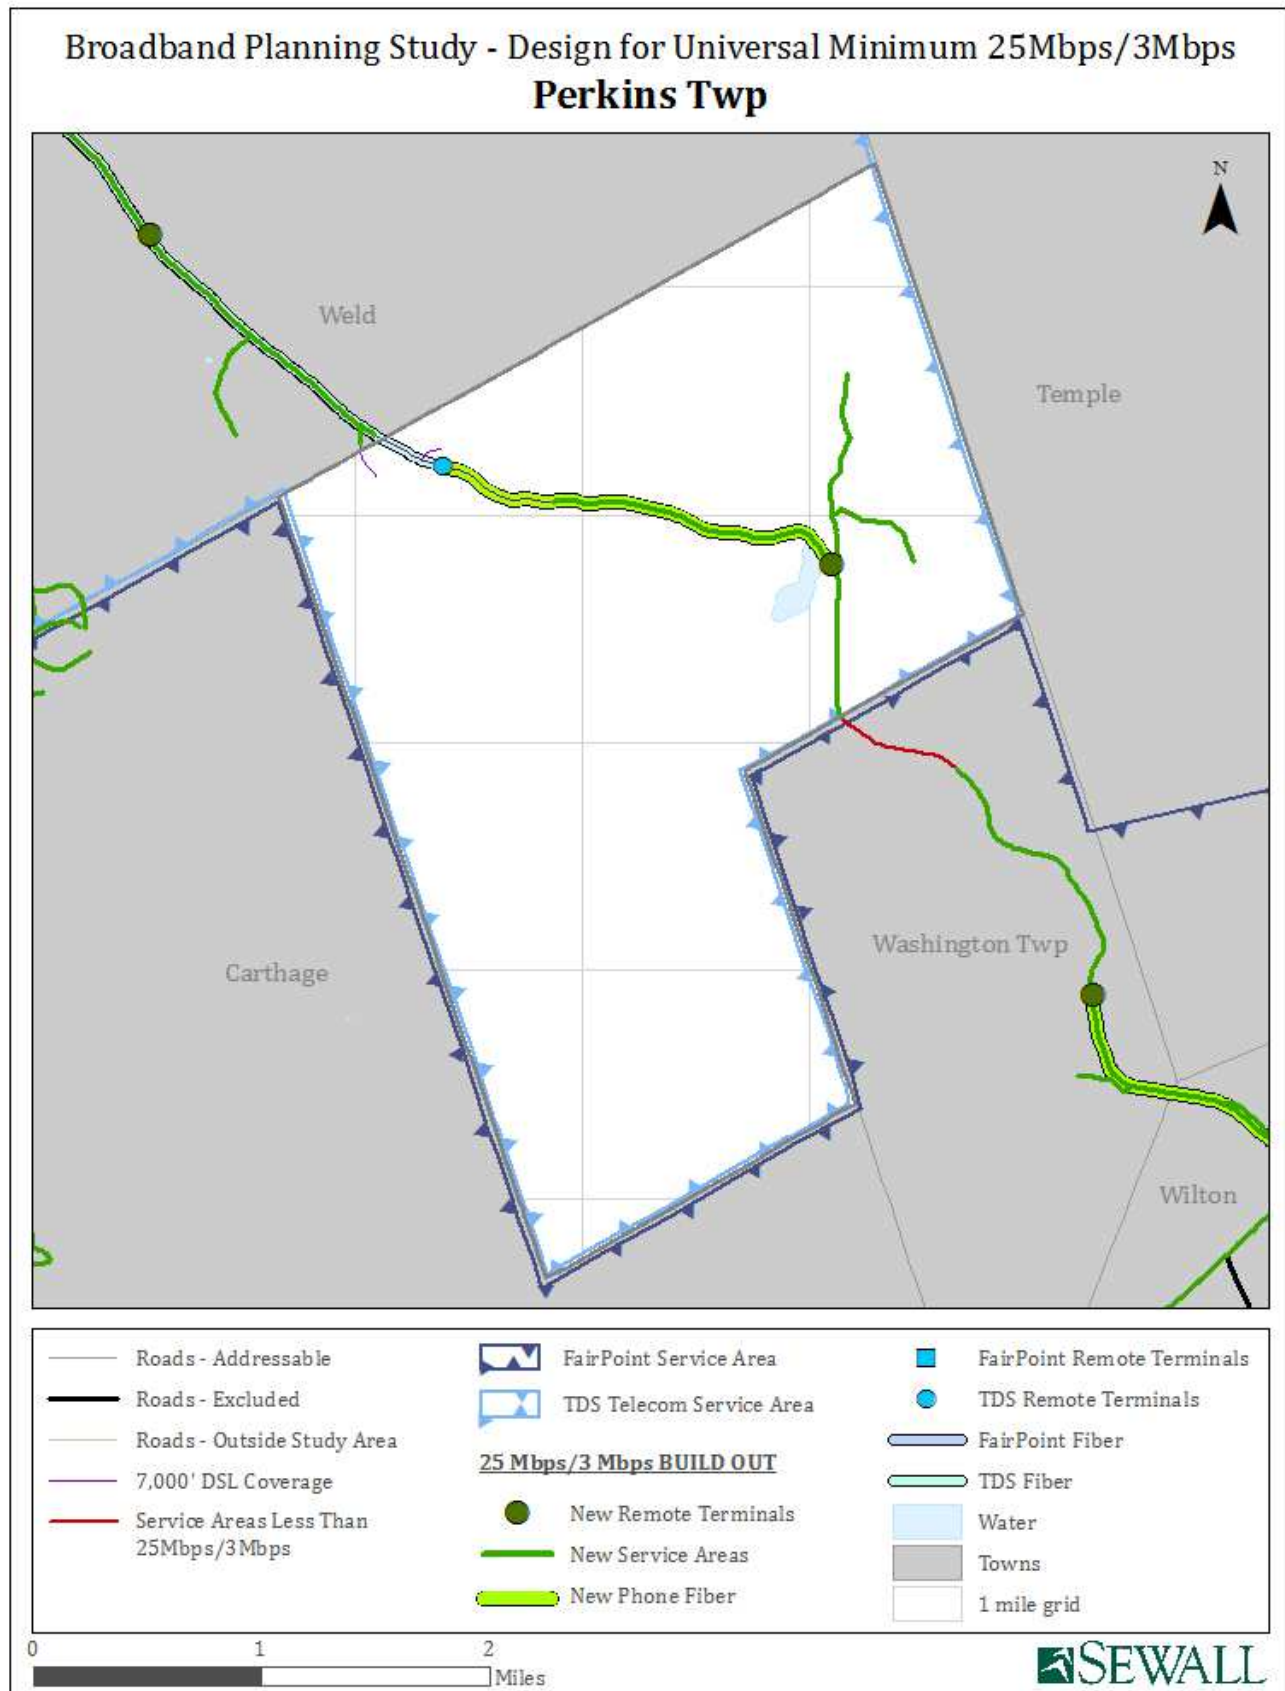 Broadband Planning Study - Design for Universal Minimum 25Mbps/3Mbps
Perkins Twp
N
Weld
Temple
Carthage
Washington Twp
Wilton
Roads - Addressable
Roads - Excluded
Roads - Outside Study Area
7,000' DSL Coverage
Service Areas Less Than
25Mbps/3Mbps
FairPoint Service Area
TDS Telecom Service Area
25 Mbps/3 Mbps BUILD OUT
New Remote Terminals
New Service Areas
New Phone Fiber
FairPoint Remote Terminals
TDS Remote Terminals
FairPoint Fiber
TDS Fiber
Water
Towns
1 mile grid
0 1 2
Miles
SEWALL